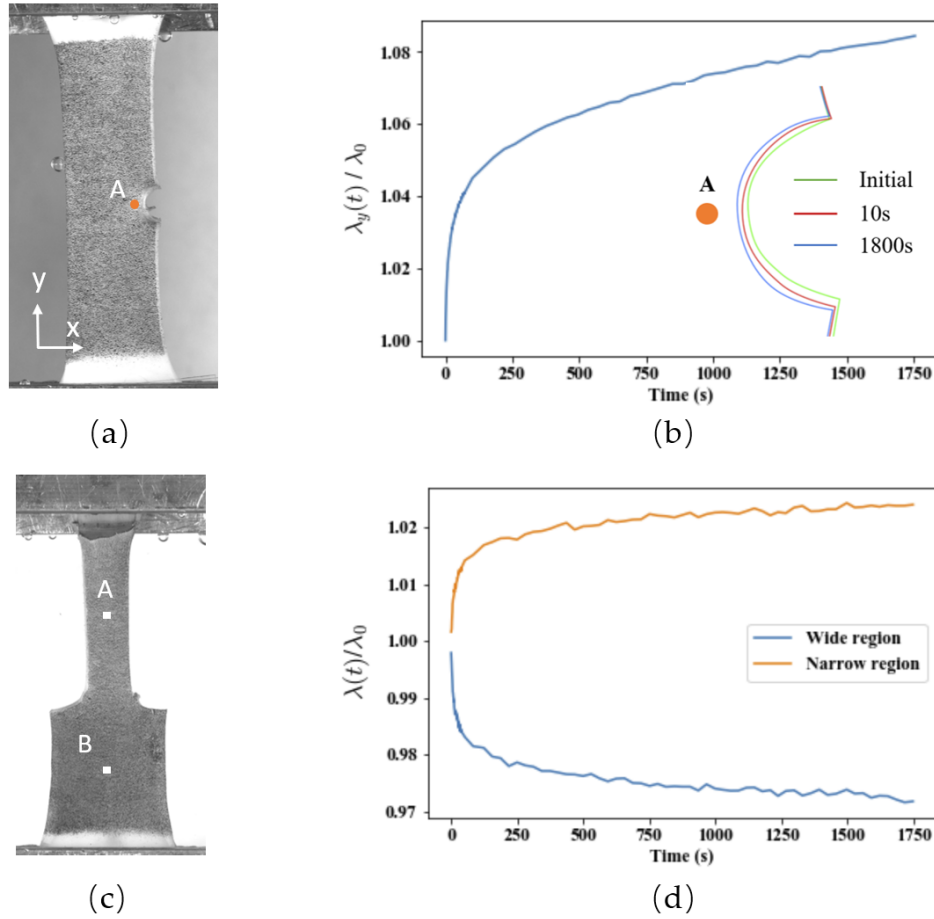 A
y
x
(a)
1.08
1.06
1.04
1.02
1.00
λy(t) / λ0
A
Initial
10s
1800s
0 250 500 750 1000 1250 1500 1750
Time (s)
(b)
A
B
(c)
1.02
1.01
1.00
0.99
0.98
0.97
λ(t)/λ0
Wide region
Narrow region
0 250 500 750 1000 1250 1500 1750
Time (s)
(d)